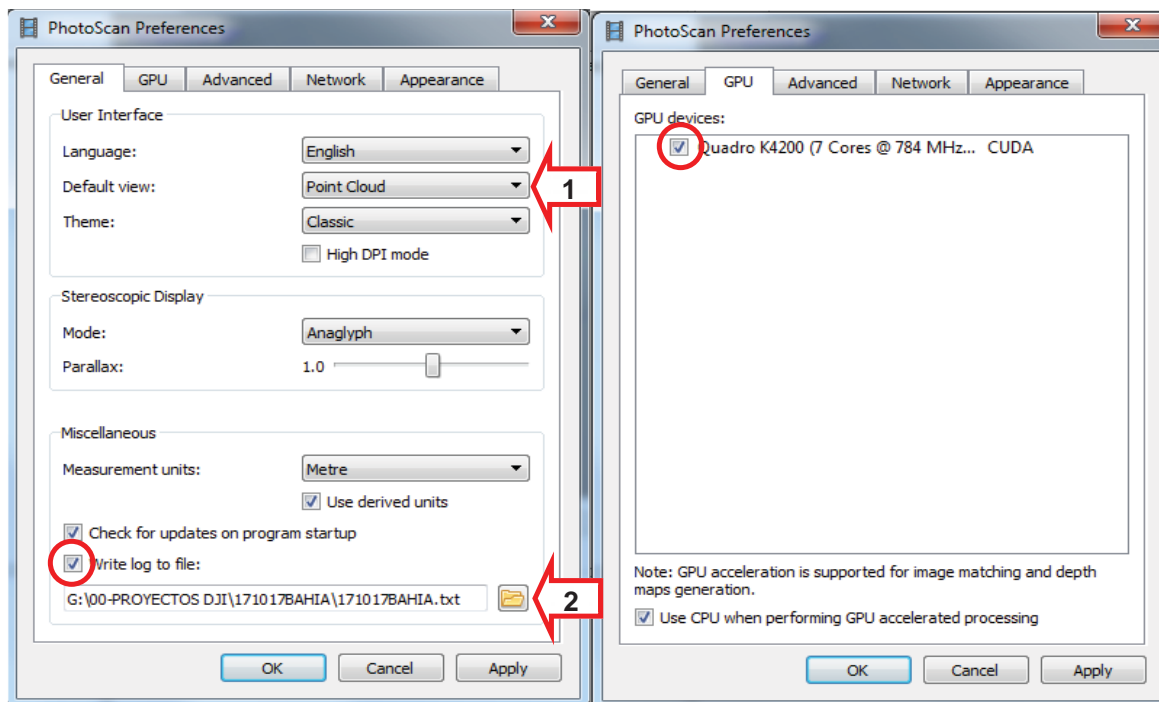 PhotoScan Preferences
General GPU Advanced Network Appearance
User Interface
Language: English
Default view: Point Cloud
1
Theme: Classic
High DPI mode
Stereoscopic Display
Mode: Anaglyph
Parallax: 1.0
Miscellaneous
Measurement units: Metre
Use derived units
Check for updates on program startup
Write log to file:
G:\00-PROYECTOS DJI\171017BAHIA\171017BAHIA.txt
2
OK Cancel Apply
PhotoScan Preferences
General GPU Advanced Network Appearance
GPU devices:
Quadro K4200 (7 Cores @ 784 MHz... CUDA
Note: GPU acceleration is supported for image matching and depth
maps generation.
Use CPU when performing GPU accelerated processing
OK Cancel Apply